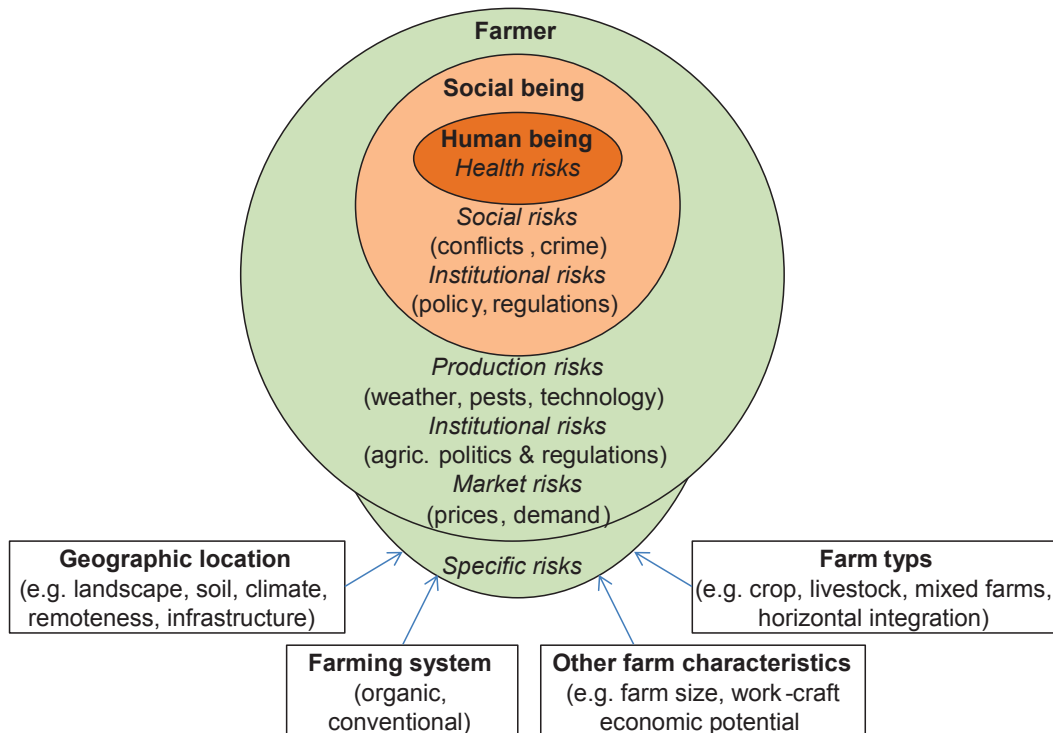 Farmer
Social being
Human being
Health risks
Social risks
(conflicts , crime)
Institutional risks
(policy, regulations)
Production risks
(weather, pests, technology)
Institutional risks
(agric. politics & regulations)
Market risks
(prices, demand)
Specific risks
Geographic location
(e.g. landscape, soil, climate,
remoteness, infrastructure)
Farm typs
(e.g. crop, livestock, mixed farms,
horizontal integration)
Farming system
(organic,
conventional)
Other farm characteristics
(e.g. farm size, work-craft
economic potential